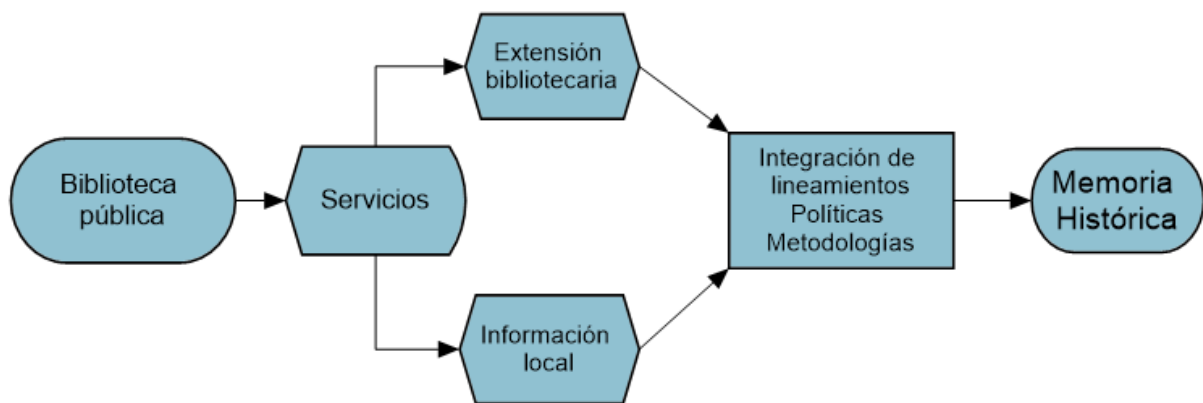 Biblioteca
pública
Servicios
Extensión
bibliotecaria
Información
local
Integración de
lineamientos
Políticas
Metodologías
Memoria
Histórica